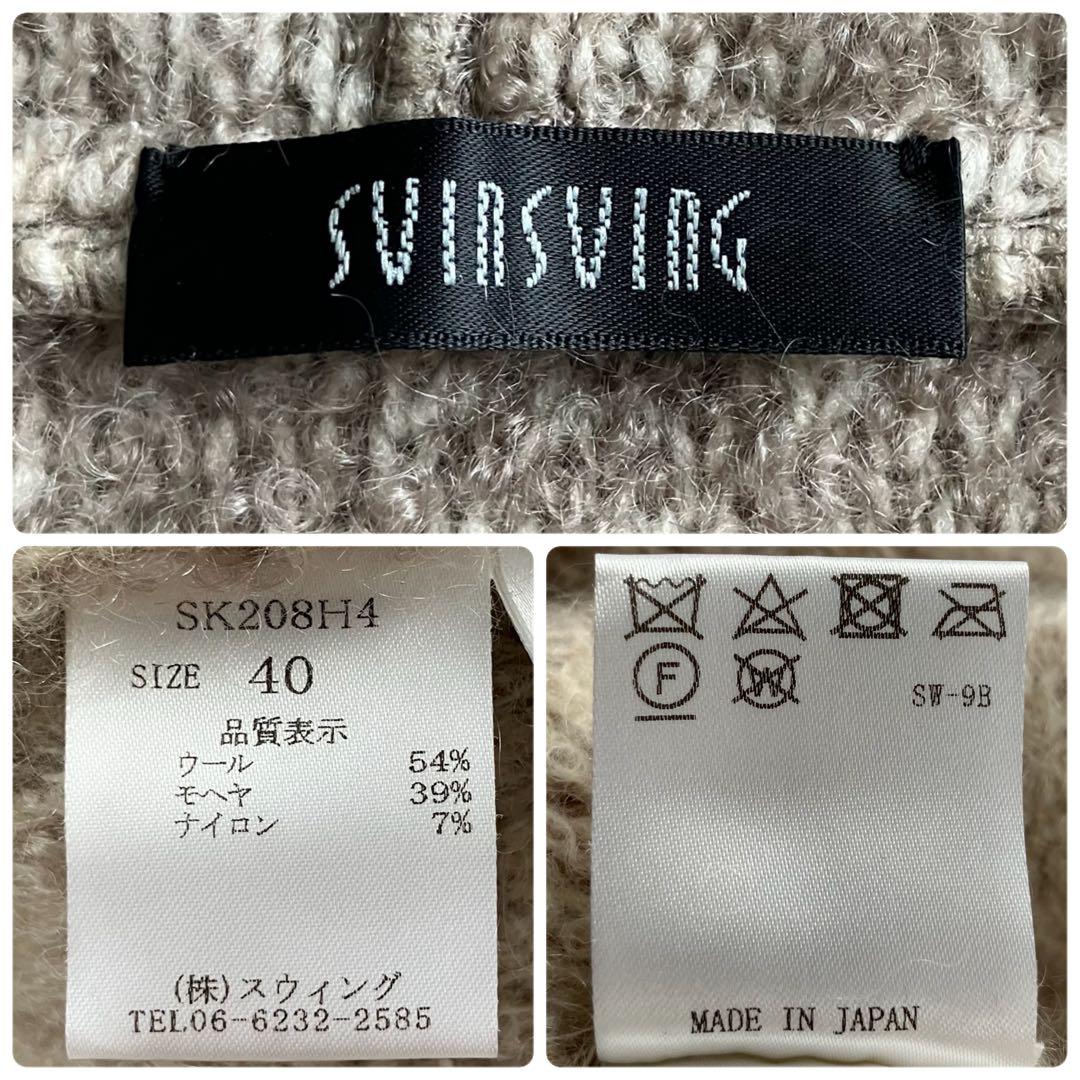 SVINSVING
SK208H4
SIZE 40
品質表示
ウール 54%
モヘヤ 39%
ナイロン 7%
(株)スウィング
TEL06-6232-2585
F W SW-9B
MADE IN JAPAN